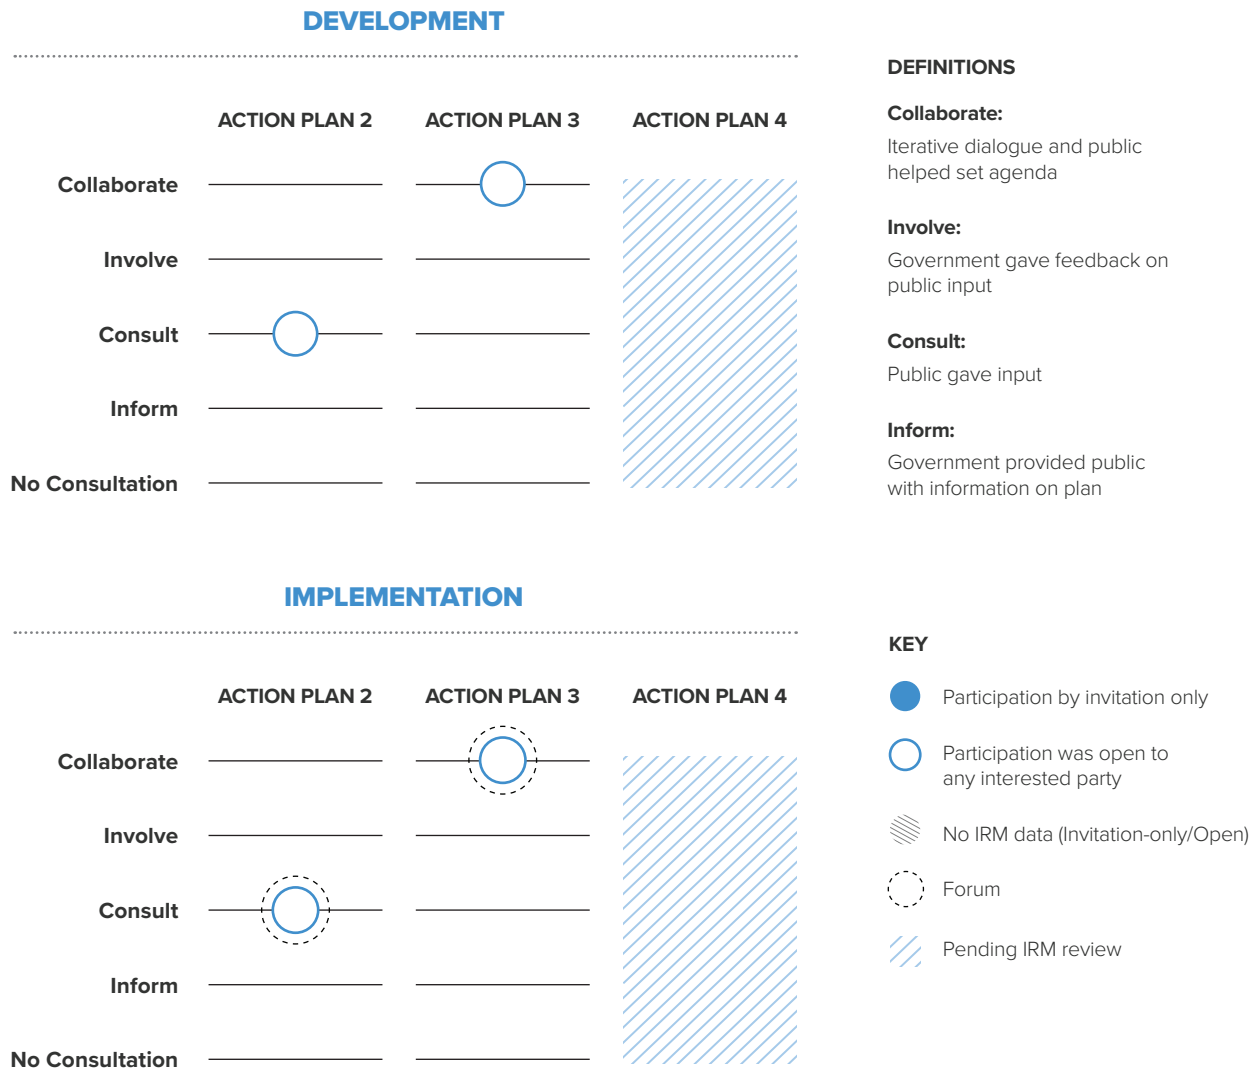 DEVELOPMENT
ACTION PLAN 2
ACTION PLAN 3
ACTION PLAN 4
Collaborate
Involve
Consult
Inform
No Consultation
DEFINITIONS
Collaborate:
Iterative dialogue and public
helped set agenda
Involve:
Government gave feedback on
public input
Consult:
Public gave input
Inform:
Government provided public
with information on plan
IMPLEMENTATION
ACTION PLAN 2
ACTION PLAN 3
ACTION PLAN 4
Collaborate
Involve
Consult
Inform
No Consultation
KEY
Participation by invitation only
Participation was open to
any interested party
No IRM data (Invitation-only/Open)
Forum
Pending IRM review